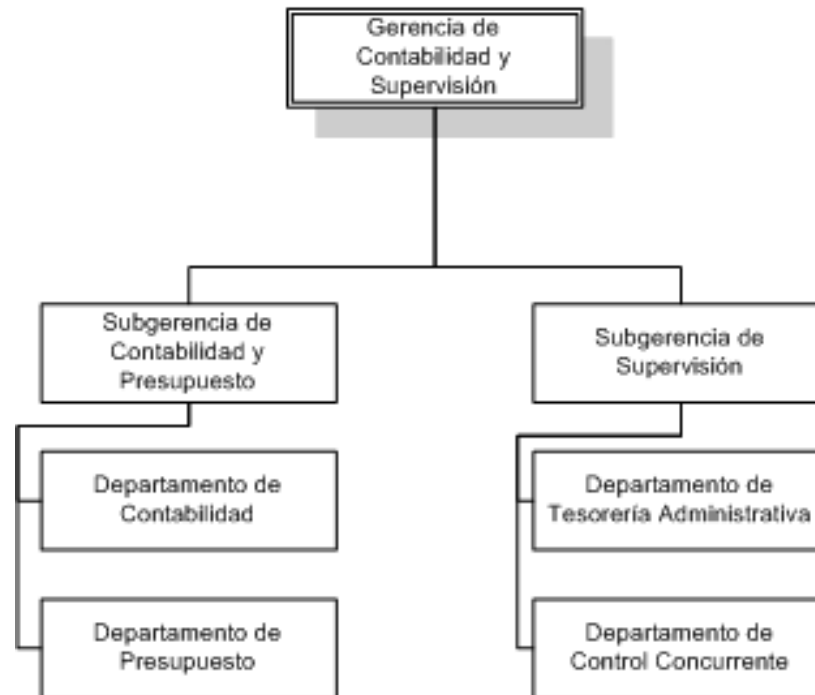 Gerencia de
Contabilidad y
Supervisión
Subgerencia de
Contabilidad y
Presupuesto
Subgerencia de
Supervisión
Departamento de
Contabilidad
Departamento de
Tesorería Administrativa
Departamento de
Presupuesto
Departamento de
Control Concurrente